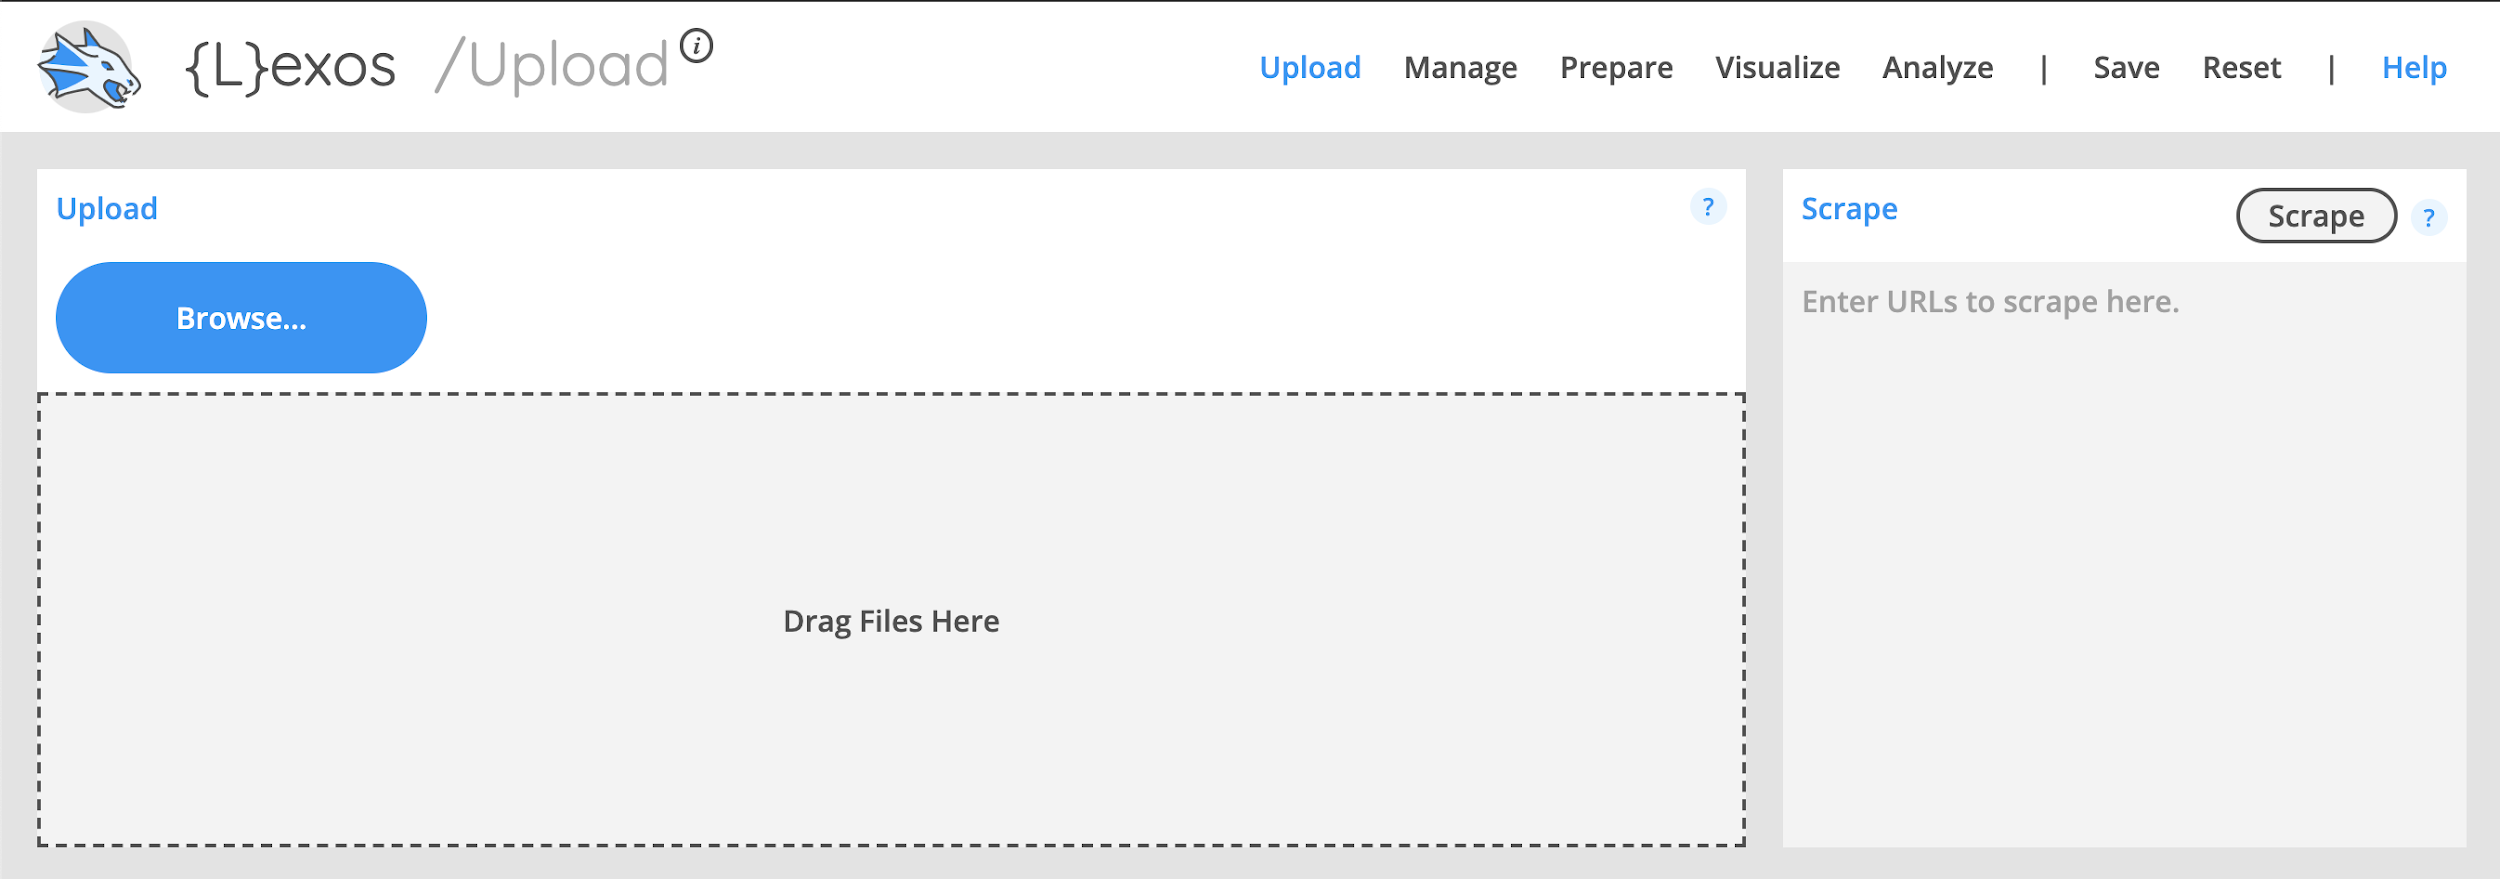 {L}exos /Upload i
Upload Manage Prepare Visualize Analyze | Save Reset | Help
Upload ?
Browse...
Drag Files Here
Scrape Scrape ?
Enter URLs to scrape here.